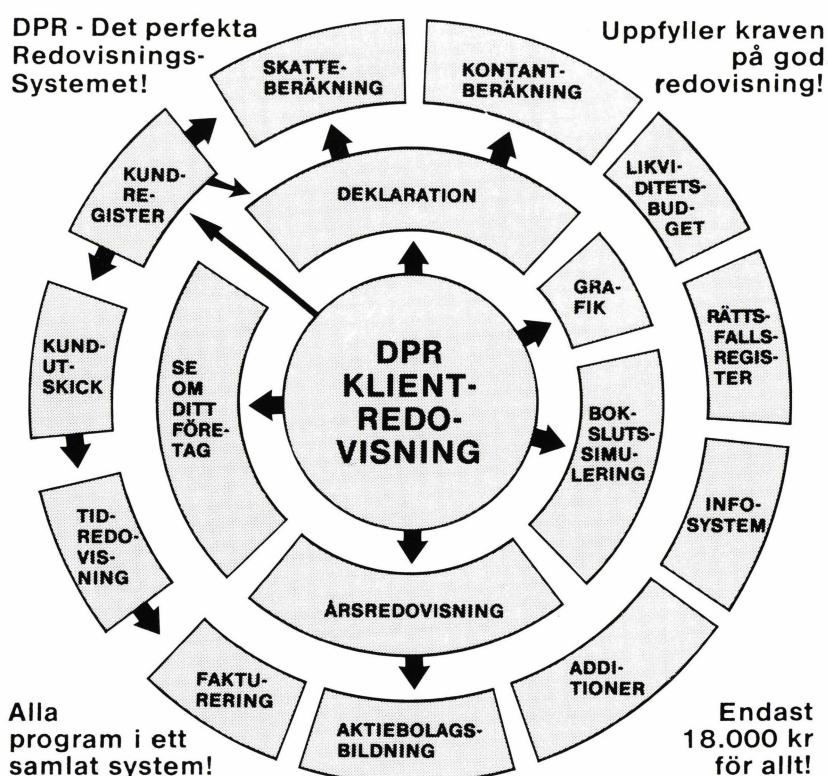 DPR - Det perfekta
Redovisnings-
Systemet!
Uppfyller kraven
på god
redovisning!
SKATTE-
BERÄKNING
KONTANT-
BERÄKNING
KUND-
RE-
GISTER
DEKLARATION
LIKVI-
DITETS-
BUD-
GET
GRA-
FIK
RÄTTS-
FALLS-
REGIS-
TER
KUND-
UT-
SKICK
SE
OM
DITT
FÖRE-
TAG
DPR
KLIENT-
REDO-
VISNING
BOK-
SLUTS-
SIMU-
LERING
INFO-
SYSTEM
TID-
REDO-
VIS-
NING
ÅRSREDOVISNING
ADDI-
TIONER
FAKTU-
RERING
AKTIEBOLAGS-
BILDNING
Alla
program i ett
samlat system!
Endast
18.000 kr
för allt!